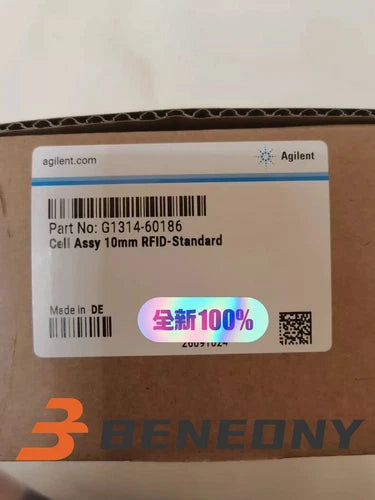 agilent.com
Agilent
Part No: G1314-60186
Cell Assy 10mm RFID-Standard
Made in DE
全新100%
BENEONY